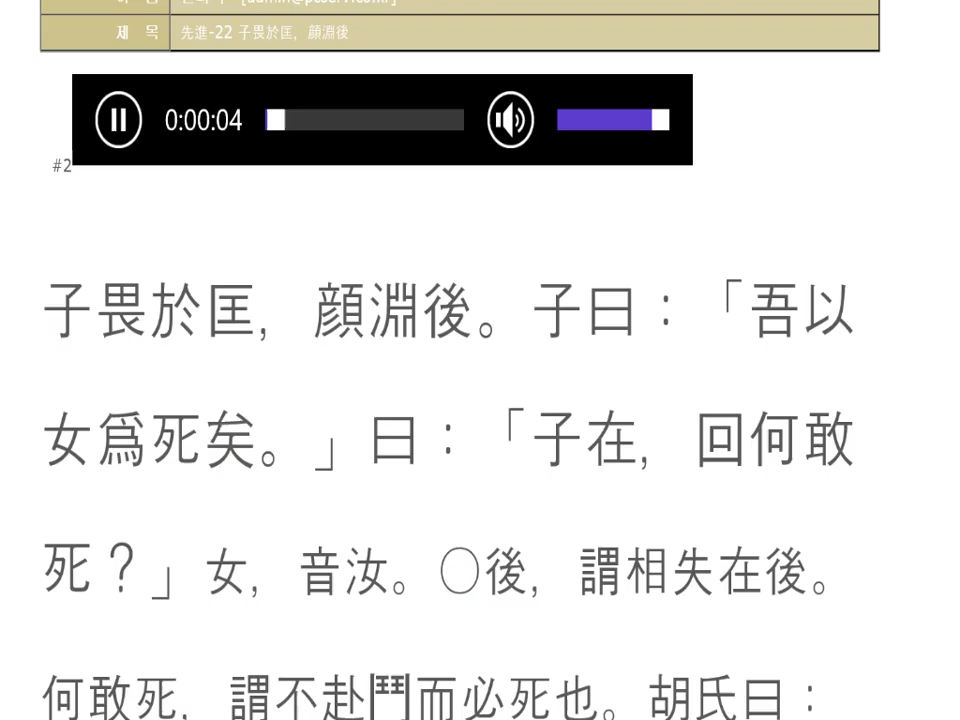 제 목 先進-22 子畏於匡, 顔淵後
0:00:04
#2
子畏於匡, 顔淵後。子曰：「吾以
女爲死矣。」曰：「子在, 回何敢
死？」女, 音汝。○後, 謂相失在後。
何敢死, 謂不赴鬪而必死也。胡氏曰：